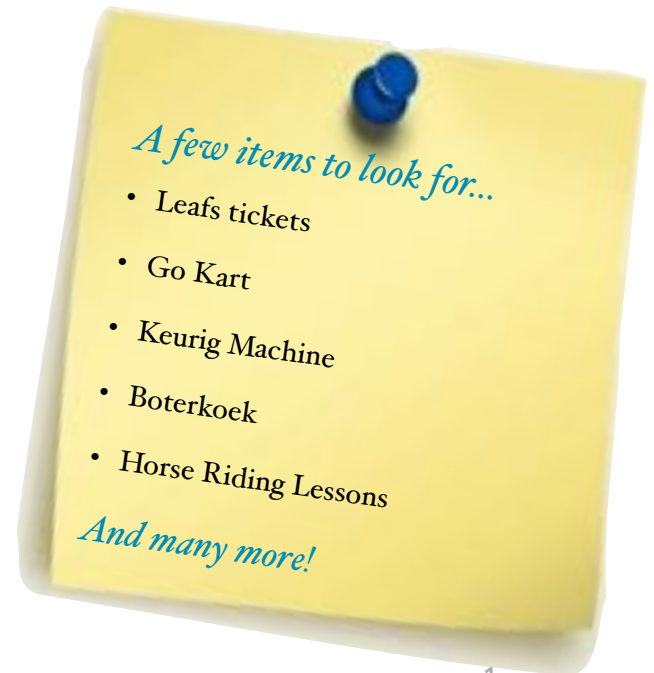 A few items to look for...
• Leafs tickets
• Go Kart
• Keurig Machine
• Boterkoek
• Horse Riding Lessons
And many more!